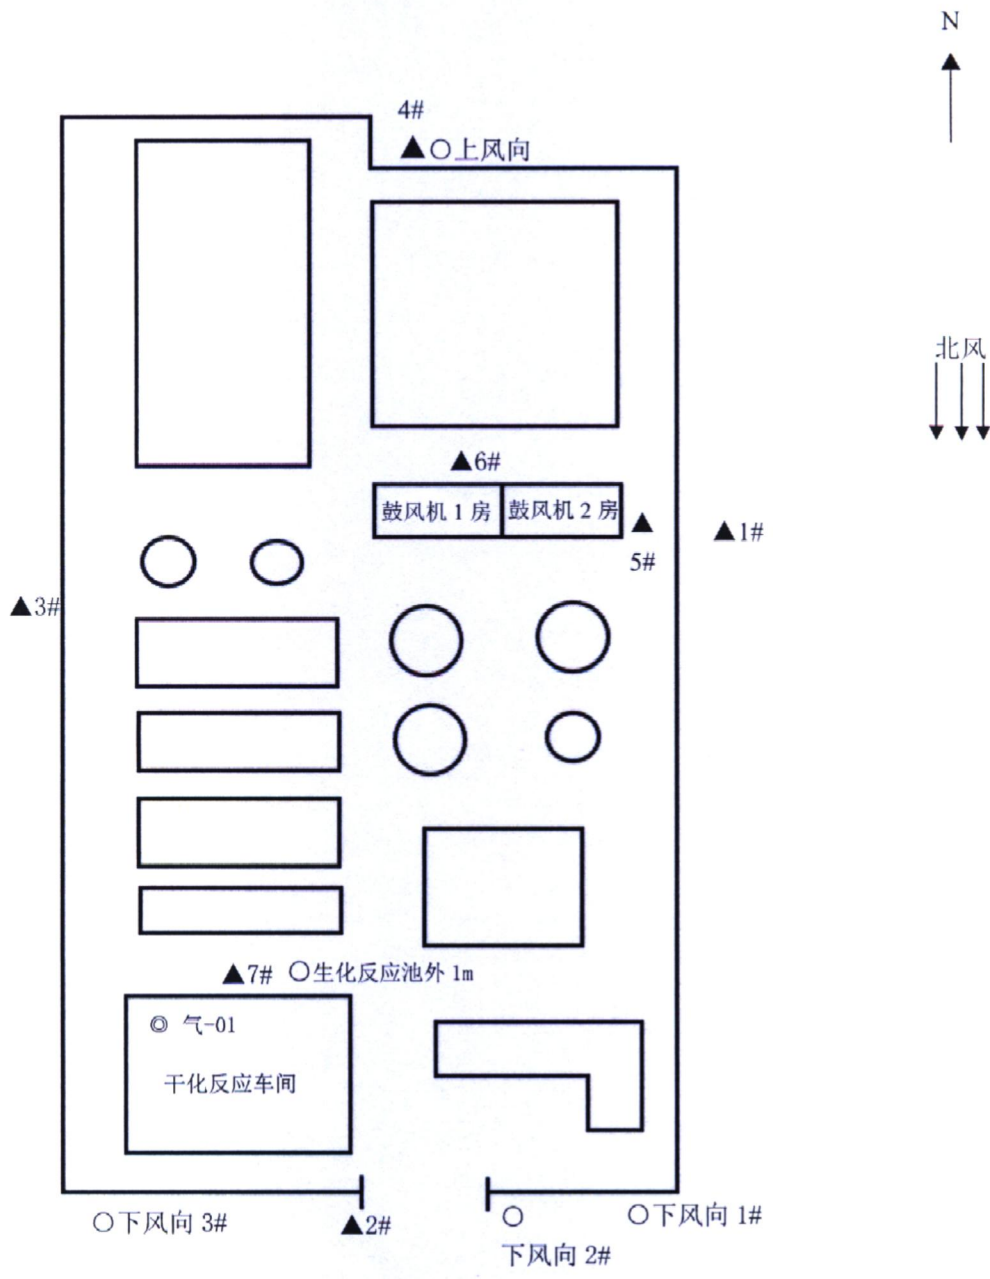 N
4#
▲○上风向
北风
▲6#
鼓风机 1 房
鼓风机 2 房
▲
5#
▲1#
▲3#
▲7# ○生化反应池外 1m
◎ 气-01
干化反应车间
○下风向 3#
▲2#
○
下风向 2#
○下风向 1#